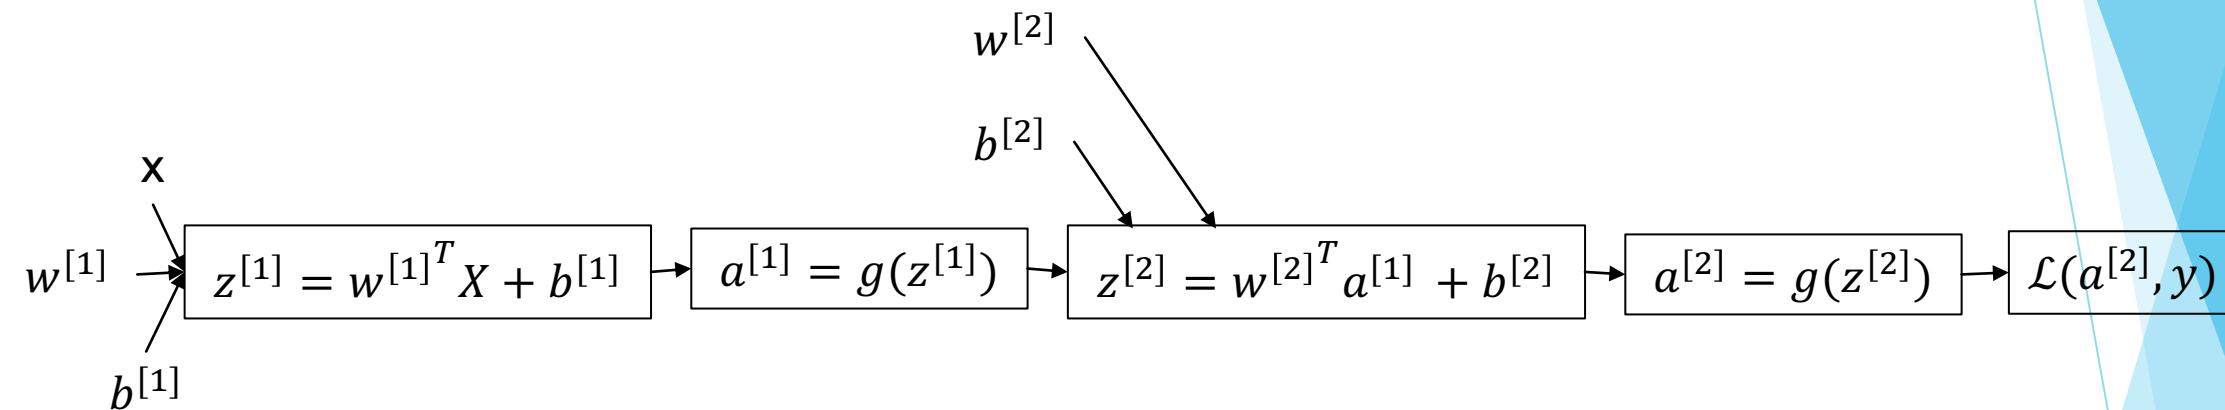 w^{[2]}
b^{[2]}
x
w^{[1]}
z^{[1]} = w^{[1]^T} X + b^{[1]}
a^{[1]} = g(z^{[1]})
z^{[2]} = w^{[2]^T} a^{[1]} + b^{[2]}
a^{[2]} = g(z^{[2]})
ℒ(a^{[2]}, y)
b^{[1]}